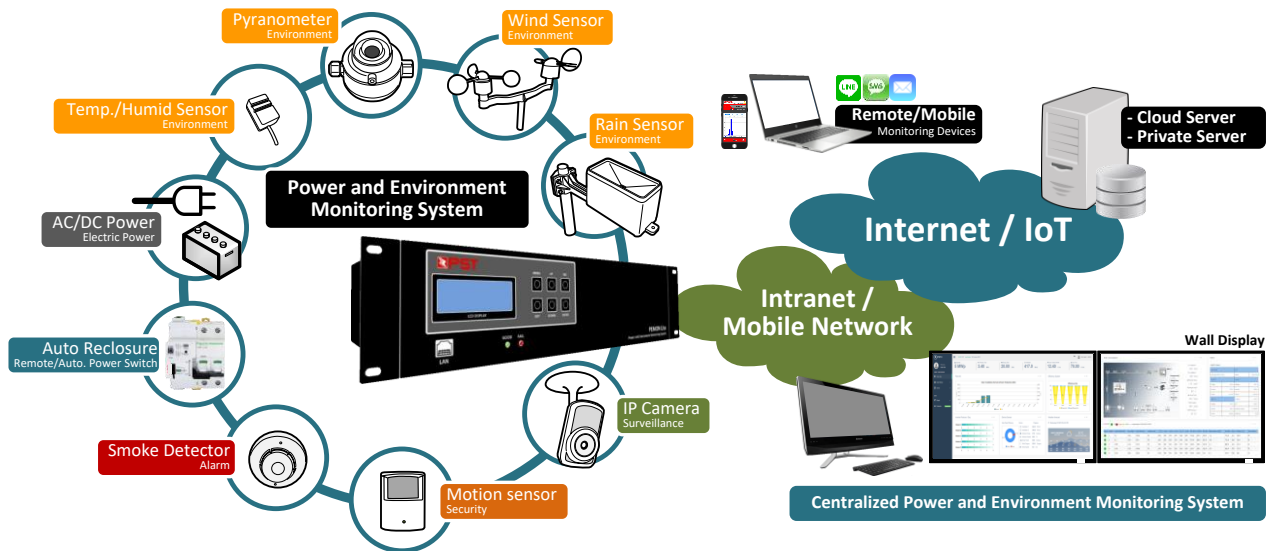 Pyranometer
Environment
Wind Sensor
Environment
Temp./Humid Sensor
Environment
Rain Sensor
Environment
Power and Environment
Monitoring System
AC/DC Power
Electric Power
Auto Reclosure
Remote/Auto. Power Switch
Smoke Detector
Alarm
Motion sensor
Security
IP Camera
Surveillance
PST
LAN
LINE
SMS
Remote/Mobile
Monitoring Devices
- Cloud Server
- Private Server
Internet / IoT
Intranet /
Mobile Network
Wall Display
Centralized Power and Environment Monitoring System